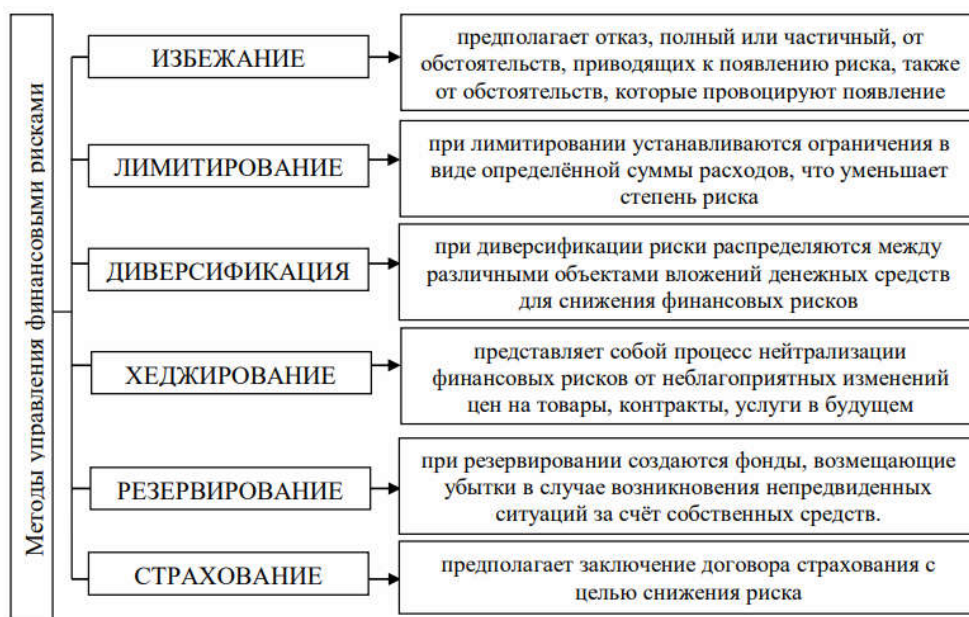 Методы управления финансовыми рисками
ИЗБЕЖАНИЕ
предполагает отказ, полный или частичный, от
обстоятельств, приводящих к появлению риска, также
от обстоятельств, которые провоцируют появление
ЛИМИТИРОВАНИЕ
при лимитировании устанавливаются ограничения в
виде определённой суммы расходов, что уменьшает
степень риска
ДИВЕРСИФИКАЦИЯ
при диверсификации риски распределяются между
различными объектами вложений денежных средств
для снижения финансовых рисков
ХЕДЖИРОВАНИЕ
представляет собой процесс нейтрализации
финансовых рисков от неблагоприятных изменений
цен на товары, контракты, услуги в будущем
РЕЗЕРВИРОВАНИЕ
при резервировании создаются фонды, возмещающие
убытки в случае возникновения непредвиденных
ситуаций за счёт собственных средств.
СТРАХОВАНИЕ
предполагает заключение договора страхования с
целью снижения риска